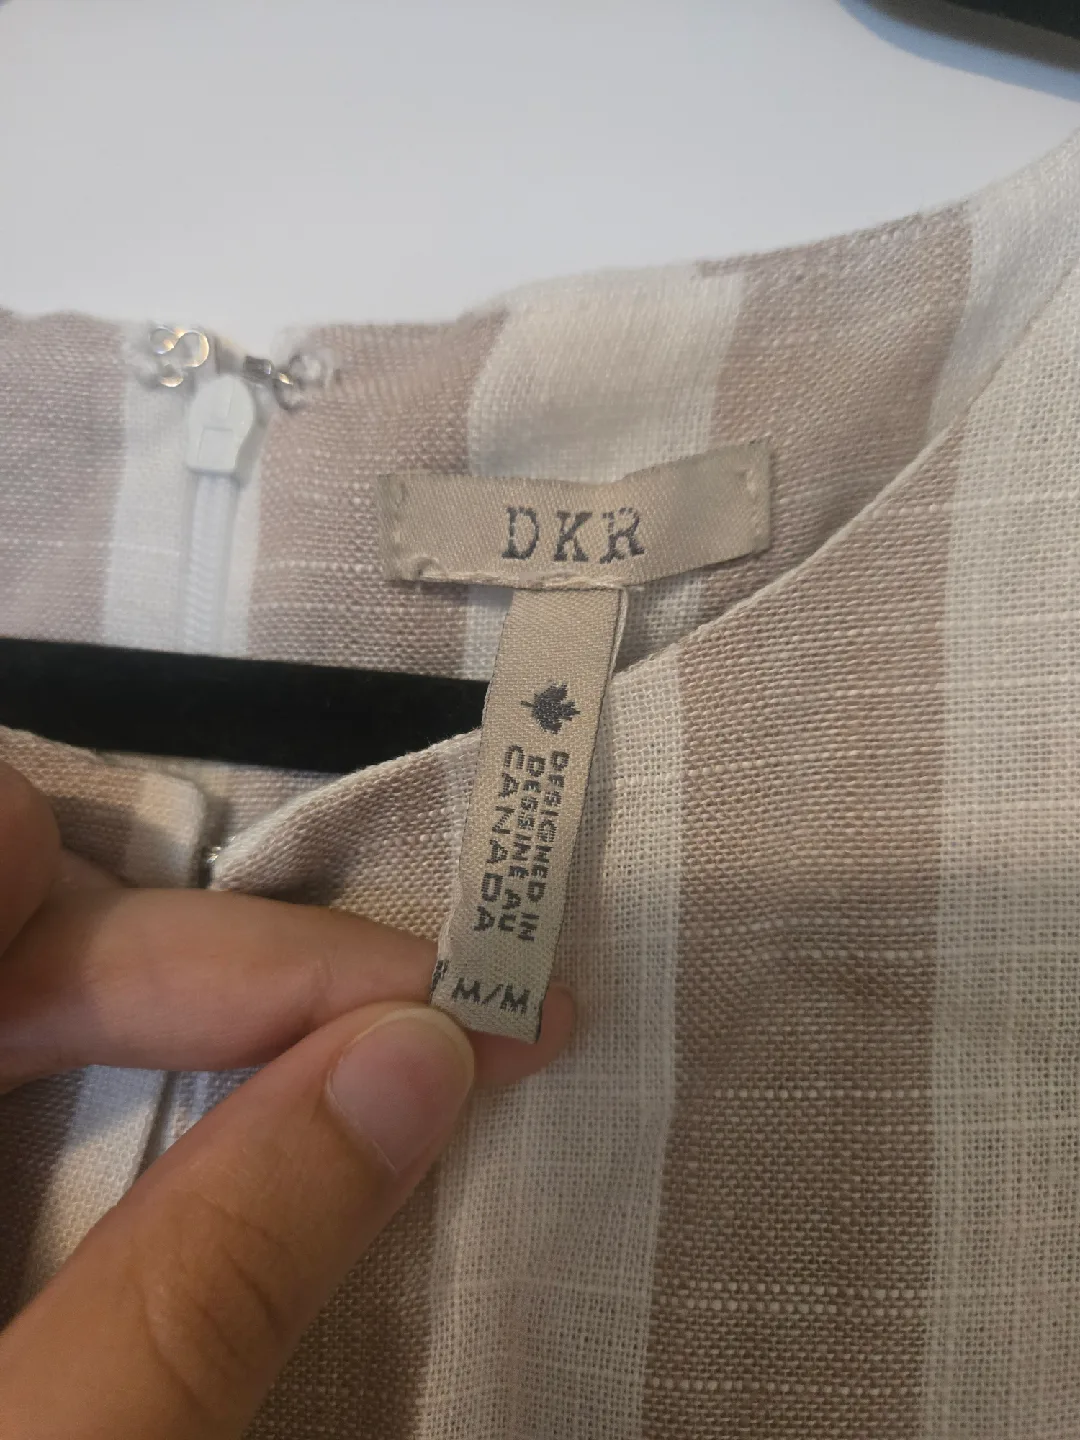 DKR
DESIGNED IN
DESSINÉ AU
CANADA
M/M